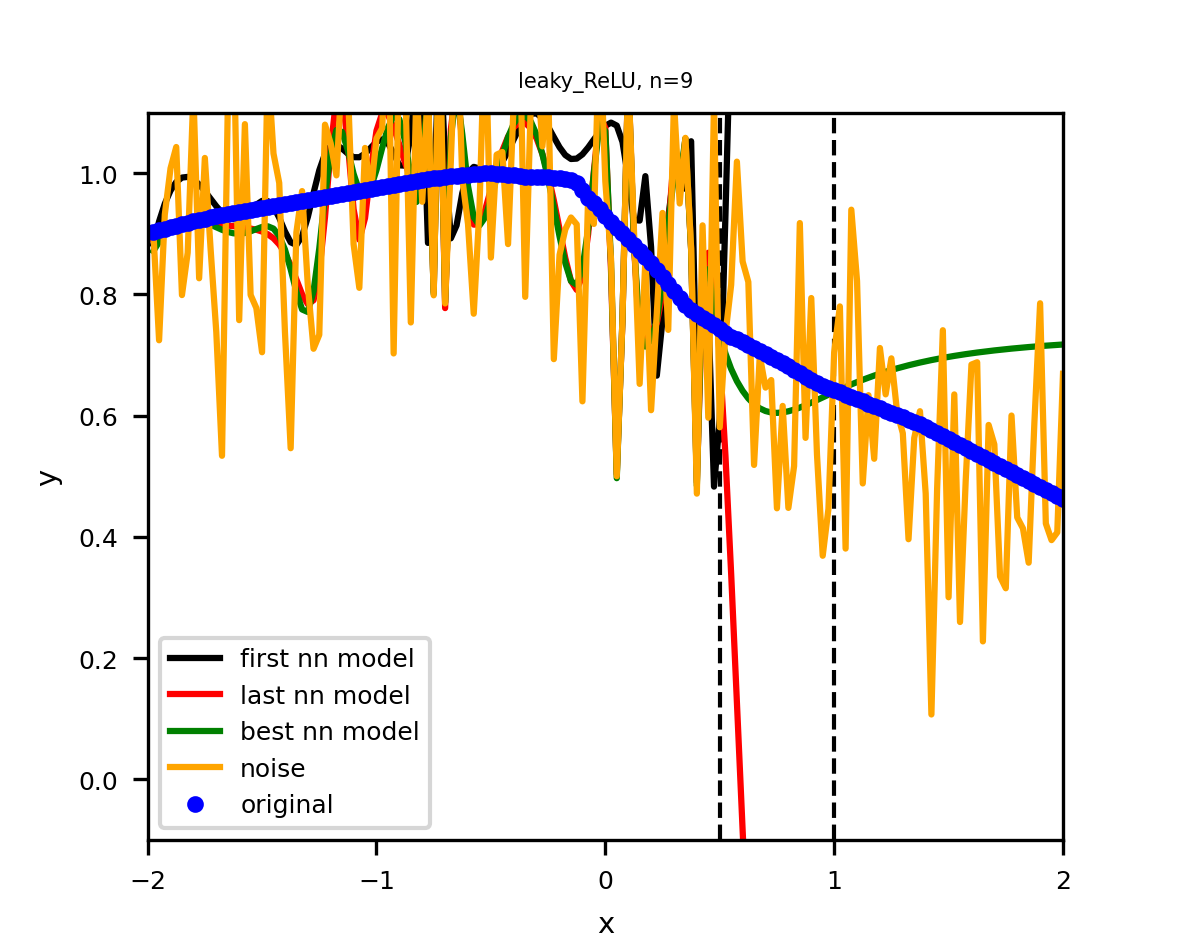 leaky_ReLU, n=9
1.0
0.8
0.6
0.4
0.2
0.0
y
first nn model
last nn model
best nn model
noise
original
−2
−1
0
1
2
x